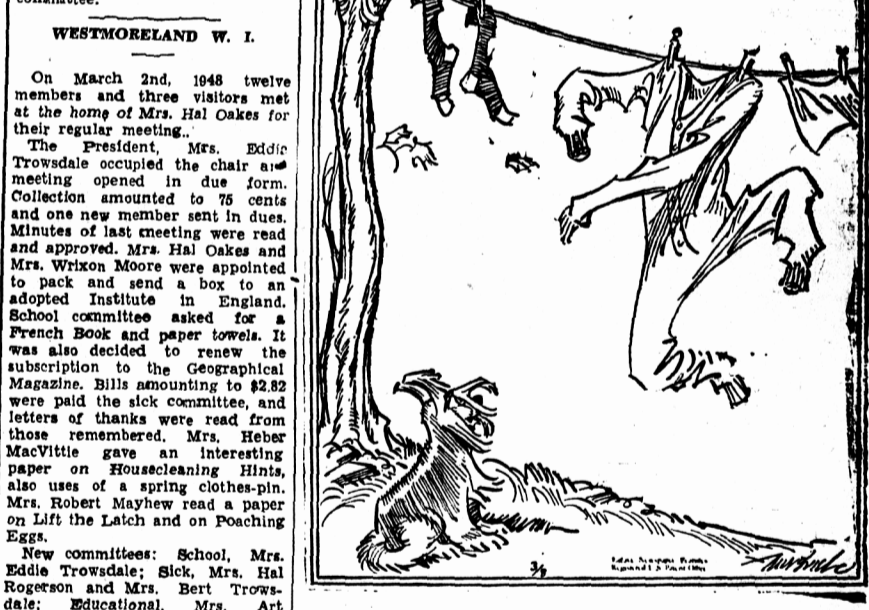 committee.
WESTMORELAND W. I.
On March 2nd, 1948 twelve
members and three visitors met
at the home of Mrs. Hal Oakes for
their regular meeting..
The President, Mrs. Eddie
Trowsdale occupied the chair
meeting opened in due form.
Collection amounted to 75 cents
and one new member sent in dues.
Minutes of last meeting were read
and approved. Mrs. Hal Oakes and
Mrs. Wrixon Moore were appointed
to pack and send a box to an
adopted Institute in England.
School committee asked for a
French Book and paper towels. It
was also decided to renew the
subscription to the Geographical
Magazine. Bills amounting to $2.82
were paid the sick committee, and
letters of thanks were read from
those remembered. Mrs. Heber
MacVittie gave an interesting
paper on Housecleaning Hints,
also uses of a spring clothes-pin.
Mrs. Robert Mayhew read a paper
on Lift the Latch and on Poaching
Eggs.
New committees: School, Mrs.
Eddie Trowsdale; Sick, Mrs. Hal
Rogerson and Mrs. Bert Trows-
dale; Educational, Mrs. Art
3/9